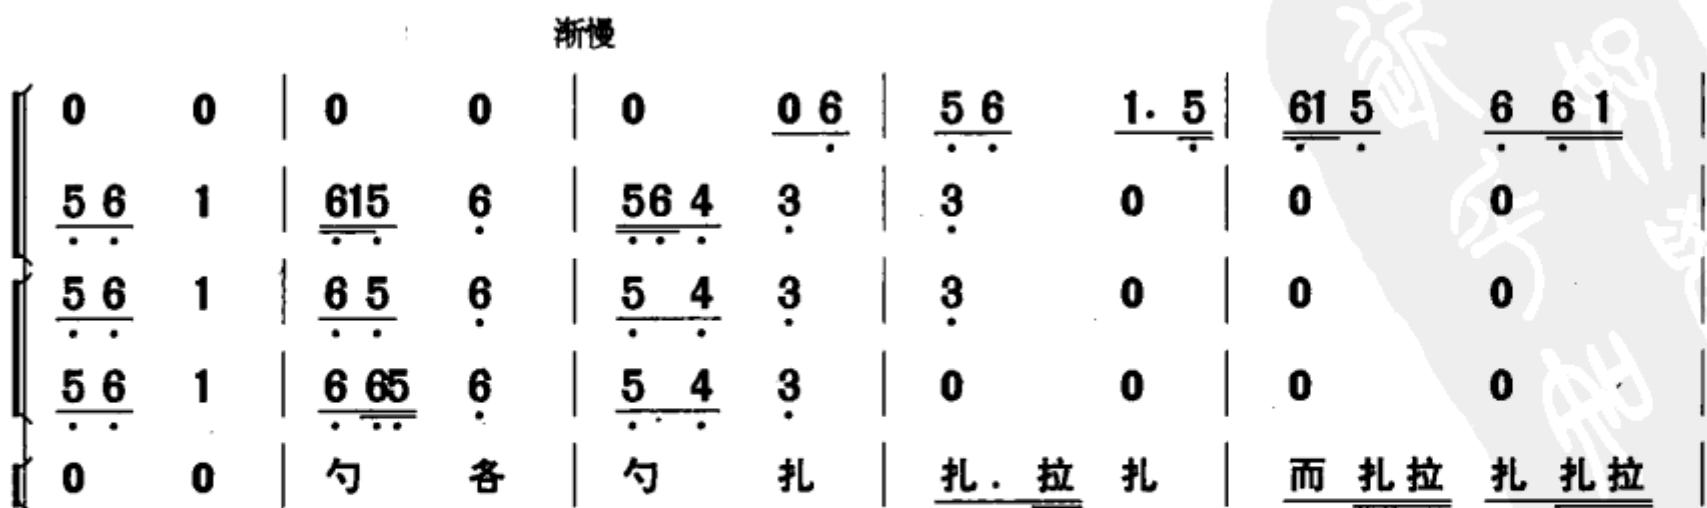 渐慢
0 0 | 0 0 | 0 0 6 | 5 6 1. 5 | 61 5 6 6 1 |
5 6 1 | 615 6 | 56 4 3 | 3 0 | 0 0 |
5 6 1 | 6 5 6 | 5 4 3 | 3 0 | 0 0 |
5 6 1 | 6 65 6 | 5 4 3 | 0 0 | 0 0 |
0 0 | 勺 各 | 勺 扎 | 扎. 拉 扎 | 而 扎拉 扎 扎拉 |